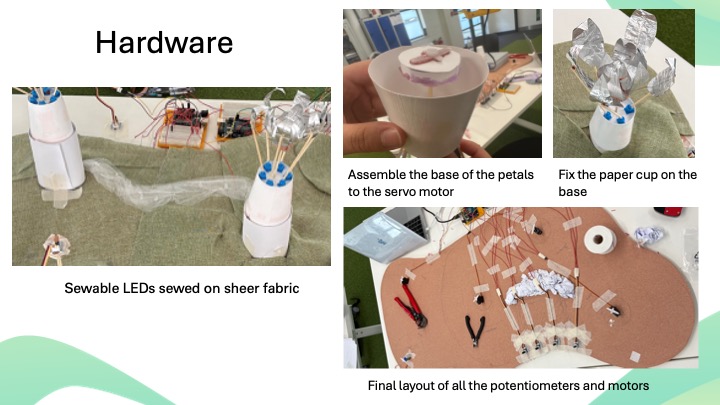 Hardware
Assemble the base of the petals
to the servo motor
Fix the paper cup on the
base
Sewable LEDs sewed on sheer fabric
Final layout of all the potentiometers and motors